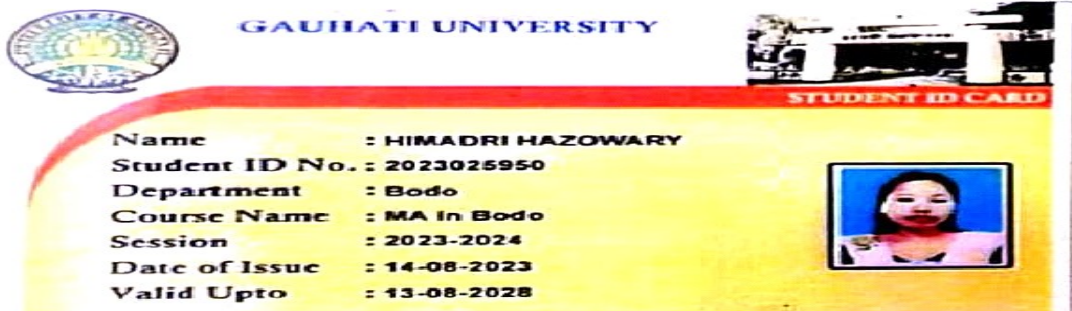 GAUHATI UNIVERSITY
STUDENT ID CARD
Name : HIMADRI HAZOWARY
Student ID No. : 2023025950
Department : Bodo
Course Name : MA in Bodo
Session : 2023-2024
Date of Issue : 14-08-2023
Valid Upto : 13-08-2028